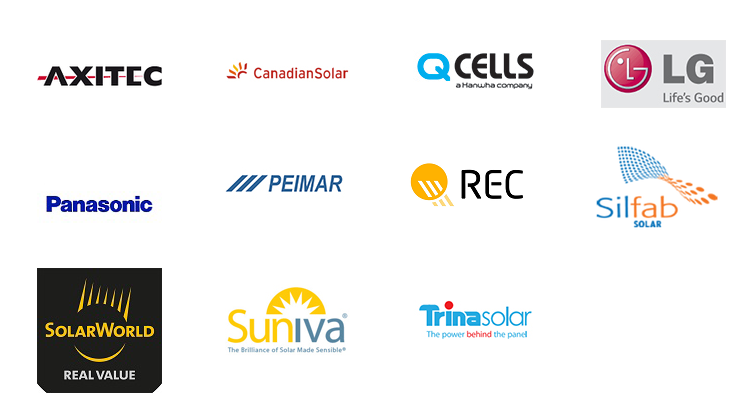 AXITEC
CanadianSolar
Q CELLS
a Hanwha company
LG
LG
Life's Good
Panasonic
PEIMAR
REC
Silfab
SOLAR
SOLARWORLD
REAL VALUE
Suniva®
The Brilliance of Solar Made Sensible®
Trinasolar
The power behind the panel